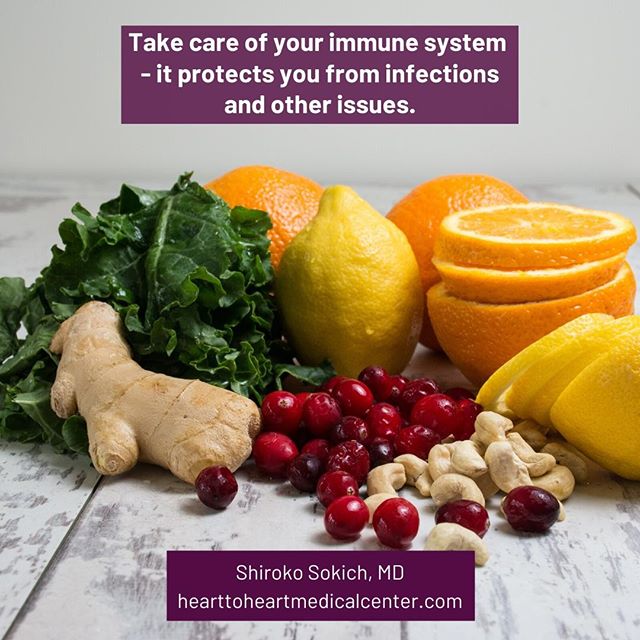 Take care of your immune system
- it protects you from infections
and other issues.
Shiroko Sokich, MD
hearttoheartmedicalcenter.com